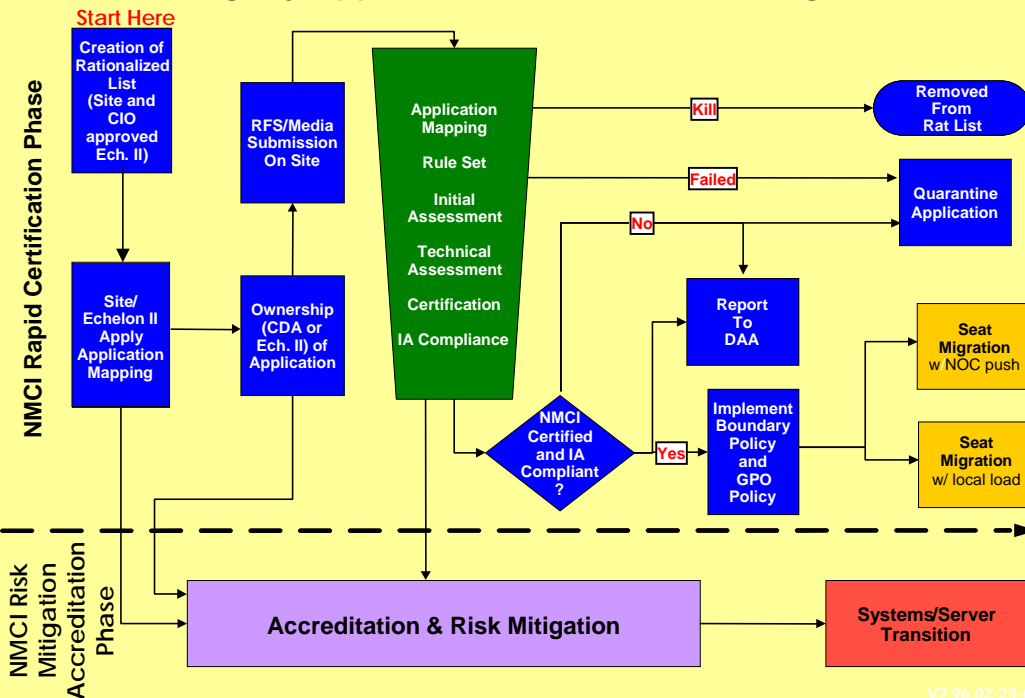 Start Here
NMCI Rapid Certification Phase
Creation of
Rationalized
List
(Site and
CIO
approved
Ech. II)
RFS/Media
Submission
On Site
Site/
Echelon II
Apply
Application
Mapping
Ownership
(CDA or
Ech. II) of
Application
Application
Mapping
Rule Set
Initial
Assessment
Technical
Assessment
Certification
IA Compliance
Kill
Removed
From
Rat List
Failed
Quarantine
Application
No
Report
To
DAA
NMCI
Certified
and IA
Compliant
?
Yes
Implement
Boundary
Policy
and
GPO
Policy
Seat
Migration
w/ NOC push
Seat
Migration
w/ local load
NMCI Risk
Mitigation
Accreditation
Phase
Accreditation & Risk Mitigation
Systems/Server
Transition
V2.96 02-23-